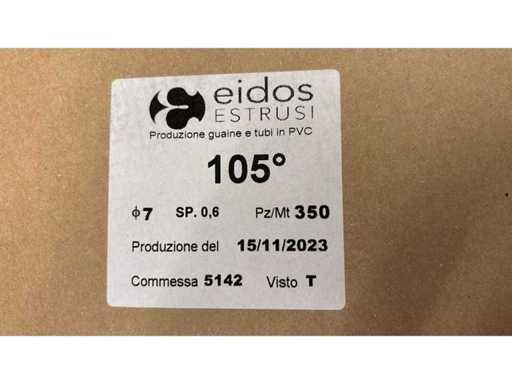 eidos
ESTRUSI
Produzione guaine e tubi in PVC
105°
ϕ7 SP. 0,6 Pz/Mt 350
Produzione del 15/11/2023
Commessa 5142 Visto T